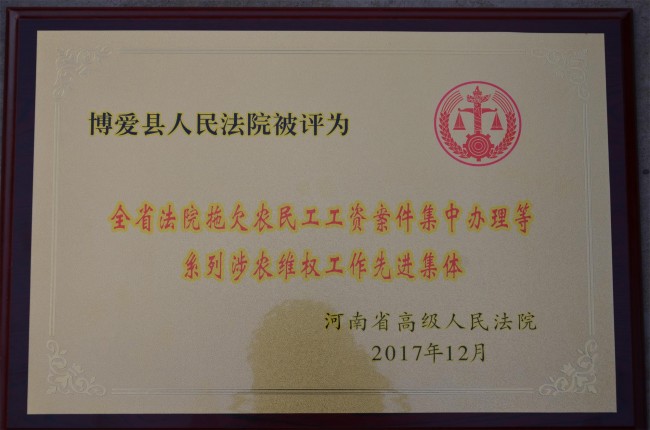 博爱县人民法院被评为
全省法院拖欠农民工工资案件集中办理等
系列涉农维权工作先进集体
河南省高级人民法院
2017年12月